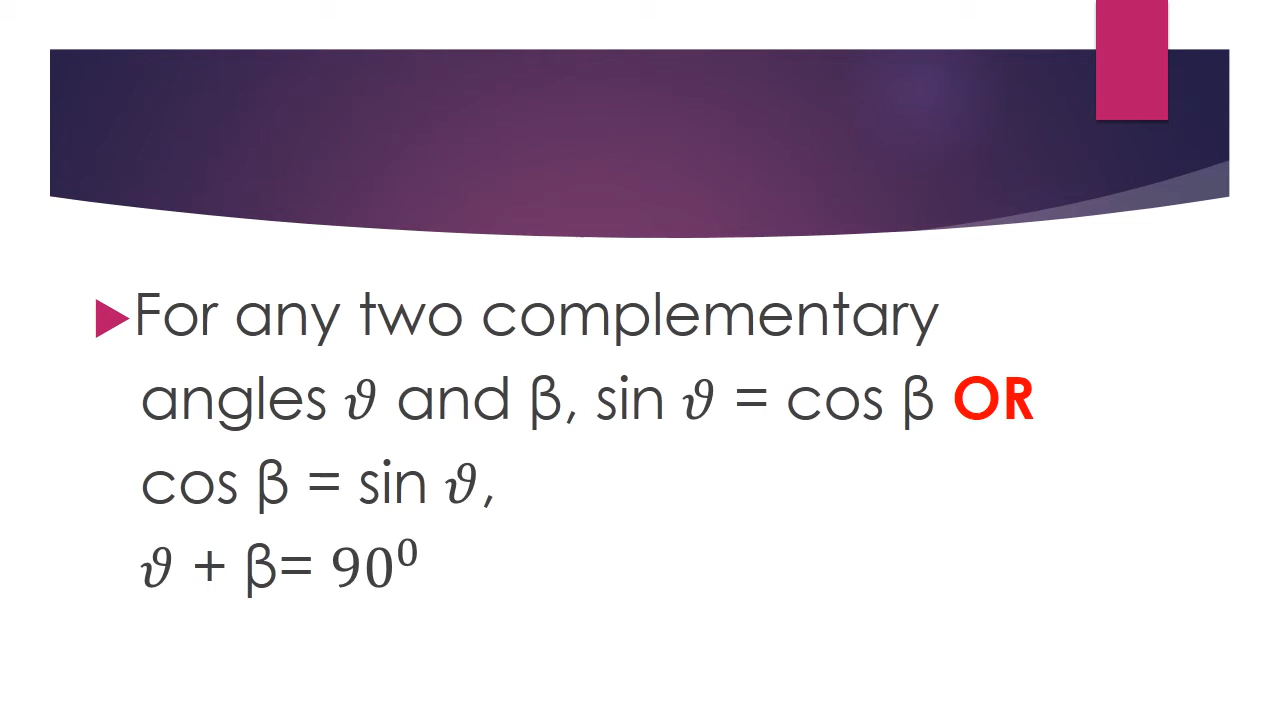 For any two complementary
angles 𝜗 and β, sin 𝜗 = cos β OR
cos β = sin 𝜗,
𝜗 + β= 90⁰